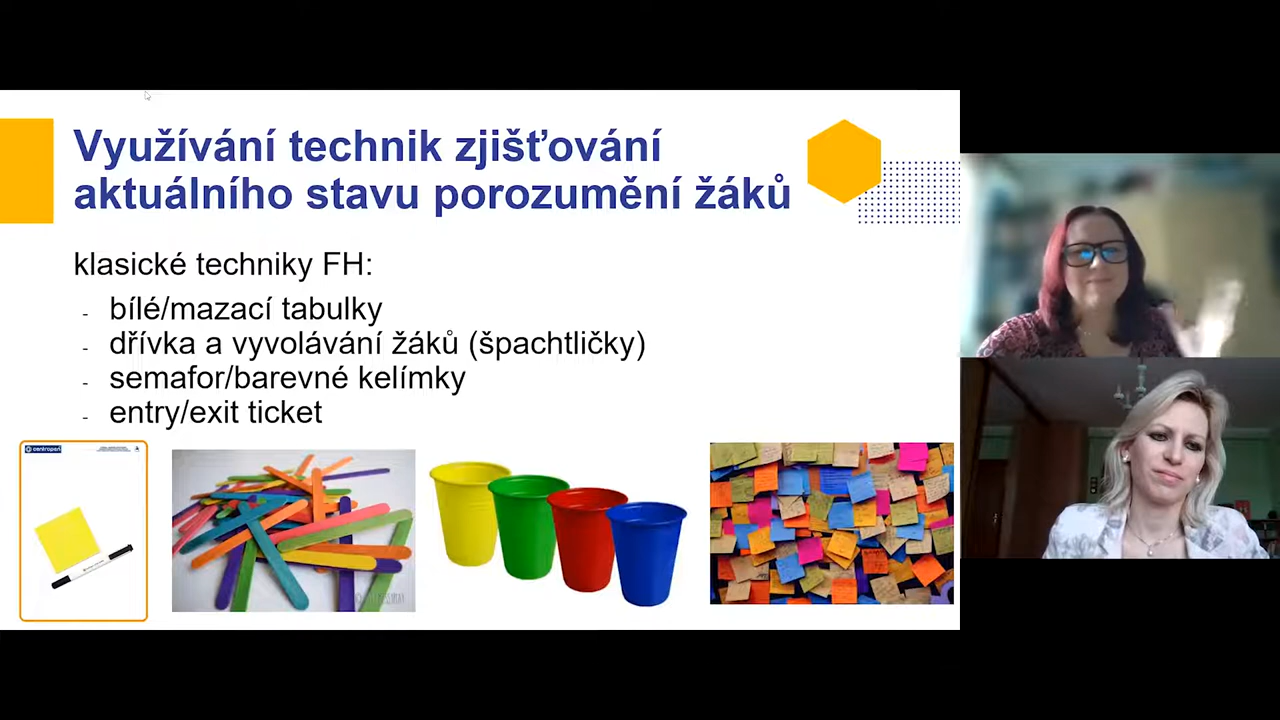 Využívání technik zjišťování
aktuálního stavu porozumění žáků
klasické techniky FH:
- bílé/mazací tabulky
- dřívka a vyvolávání žáků (špachtličky)
- semafor/barevné kelímky
- entry/exit ticket
centropen